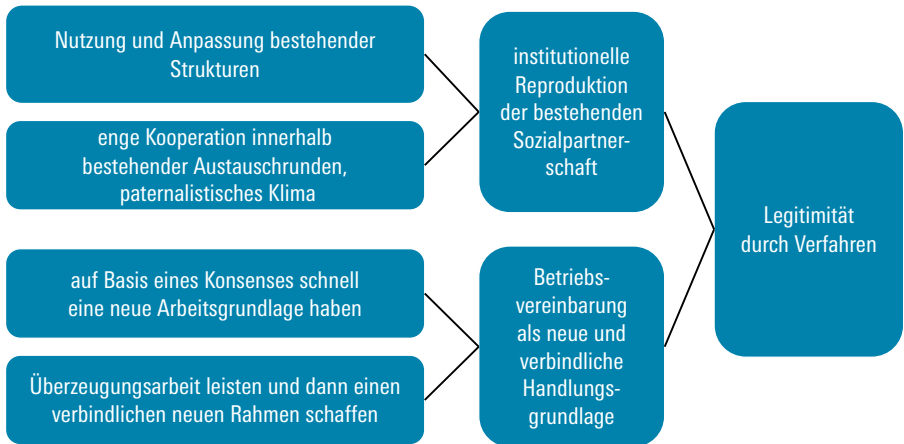 Nutzung und Anpassung bestehender
Strukturen
enge Kooperation innerhalb
bestehender Austauschrunden,
paternalistisches Klima
auf Basis eines Konsenses schnell
eine neue Arbeitsgrundlage haben
Überzeugungsarbeit leisten und dann einen
verbindlichen neuen Rahmen schaffen
institutionelle
Reproduktion
der bestehenden
Sozialpartner-
schaft
Betriebs-
vereinbarung
als neue und
verbindliche
Handlungs-
grundlage
Legitimität
durch Verfahren